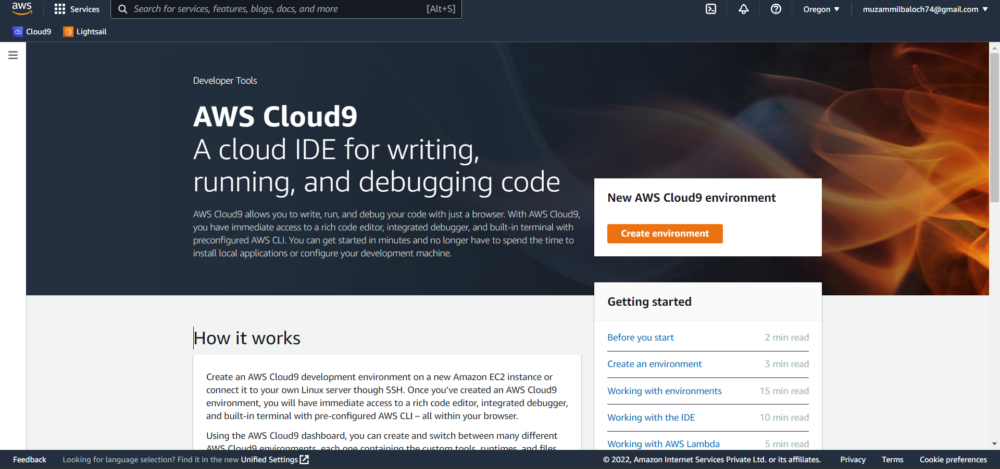 aws
Services
Search for services, features, blogs, docs, and more
[Alt+S]
Oregon
muzammilbaloch74@gmail.com
Cloud9
Lightsail
Developer Tools
AWS Cloud9
A cloud IDE for writing,
running, and debugging code
AWS Cloud9 allows you to write, run, and debug your code with just a browser. With AWS Cloud9,
you have immediate access to a rich code editor, integrated debugger, and built-in terminal with
preconfigured AWS CLI. You can get started in minutes and no longer have to spend the time to
install local applications or configure your development machine.
New AWS Cloud9 environment
Create environment
Getting started
Before you start 2 min read
Create an environment 3 min read
Working with environments 15 min read
Working with the IDE 10 min read
Working with AWS Lambda 5 min read
How it works
Create an AWS Cloud9 development environment on a new Amazon EC2 instance or
connect it to your own Linux server though SSH. Once you’ve created an AWS Cloud9
environment, you will have immediate access to a rich code editor, integrated debugger,
and built-in terminal with pre-configured AWS CLI – all within your browser.
Using the AWS Cloud9 dashboard, you can create and switch between many different
AWS Cloud9 environments, each one containing the custom tools, runtimes, and files
Feedback
Looking for language selection? Find it in the new Unified Settings
© 2022, Amazon Internet Services Private Ltd. or its affiliates.
Privacy
Terms
Cookie preferences